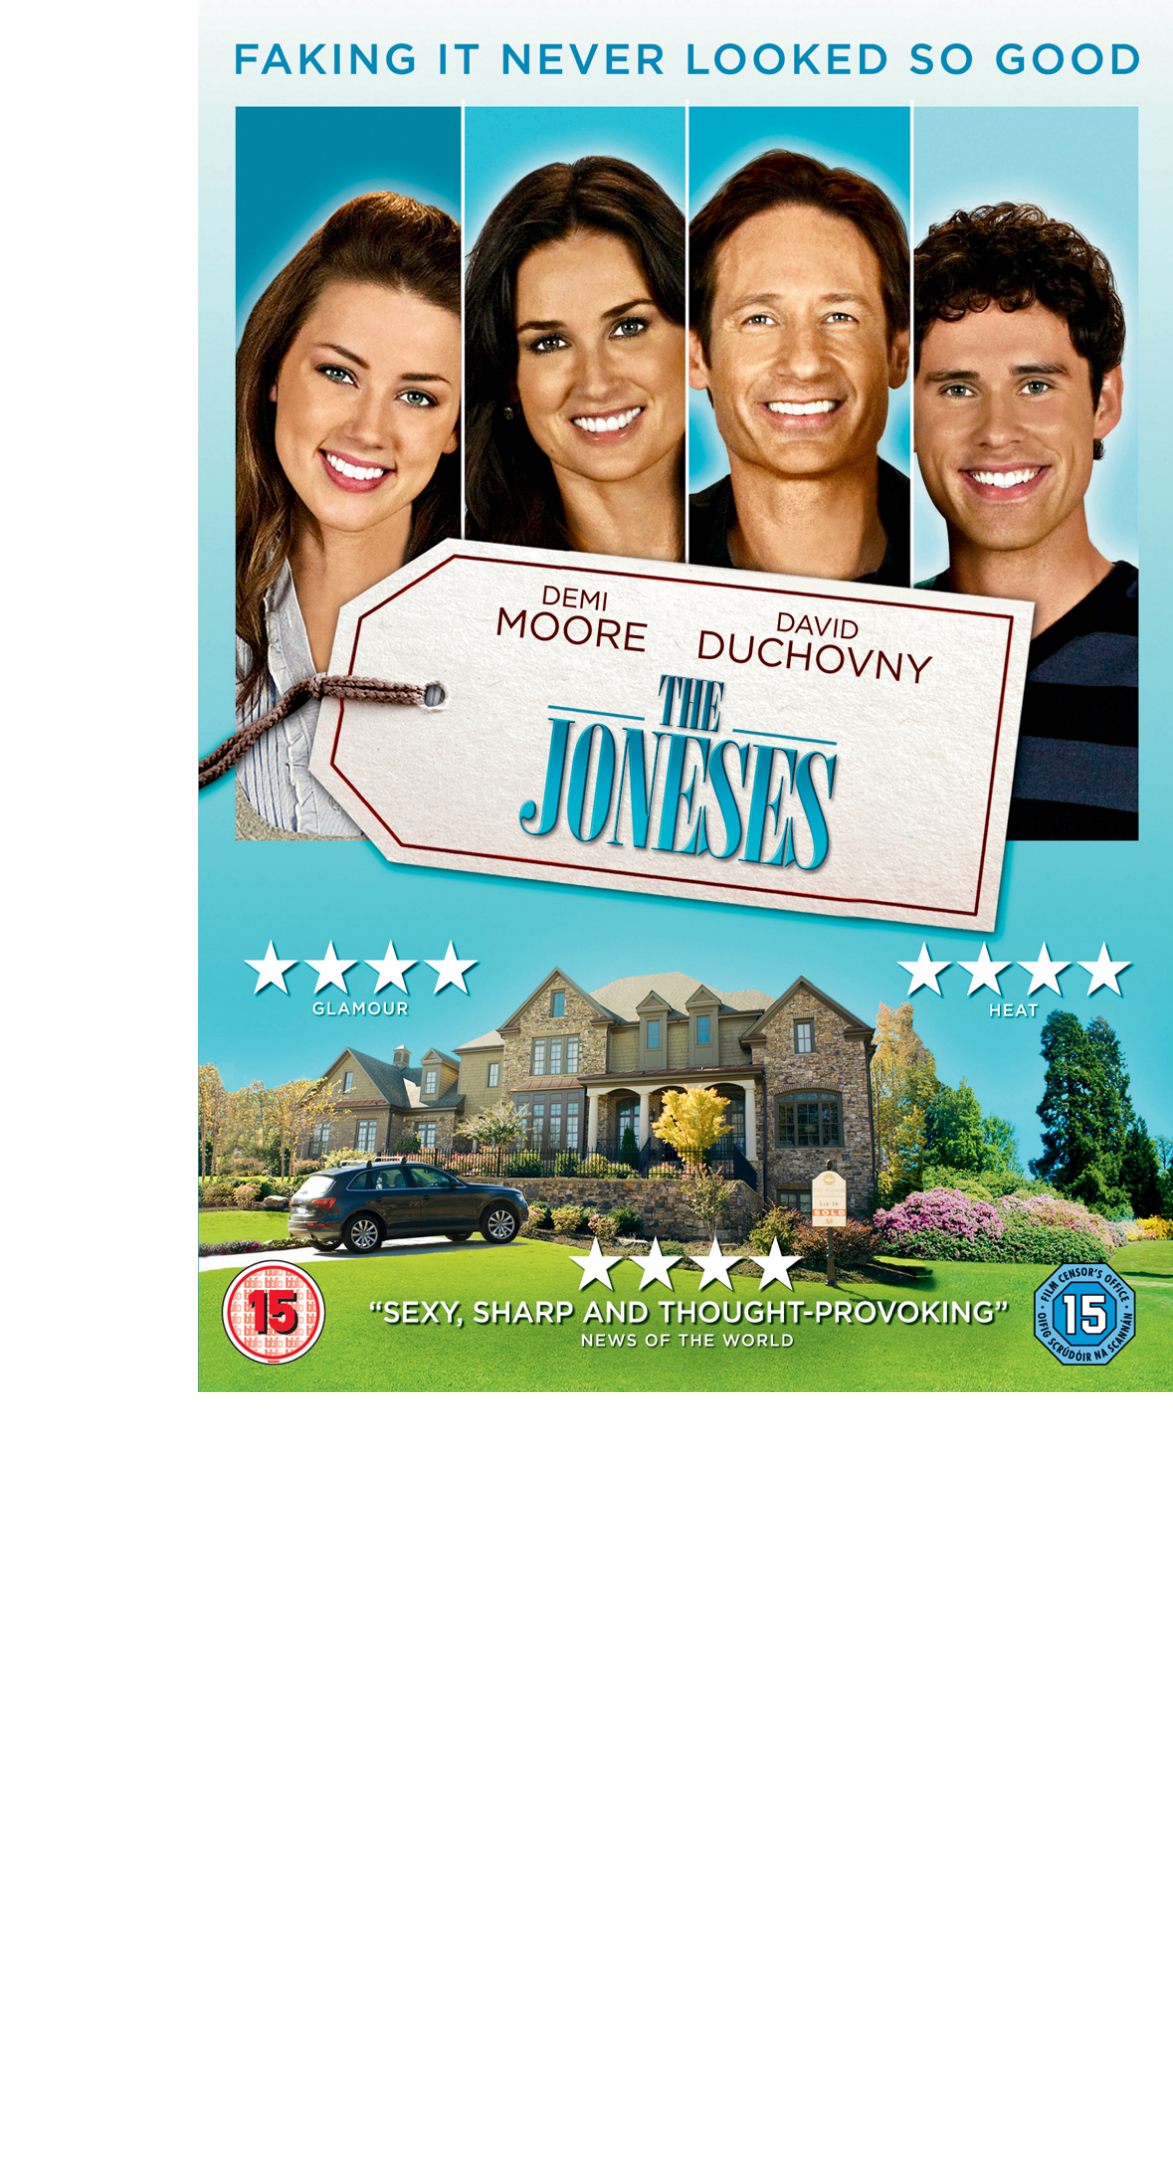 FAKING IT NEVER LOOKED SO GOOD
DEMI
MOORE
DAVID
DUCHOVNY
THE
JONESES
GLAMOUR
HEAT
SOLD
15
“SEXY, SHARP AND THOUGHT-PROVOKING”
NEWS OF THE WORLD
FILM CENSOR'S OFFICE
15
OIFIG SCRÚDÓIR NA SCANNÁN